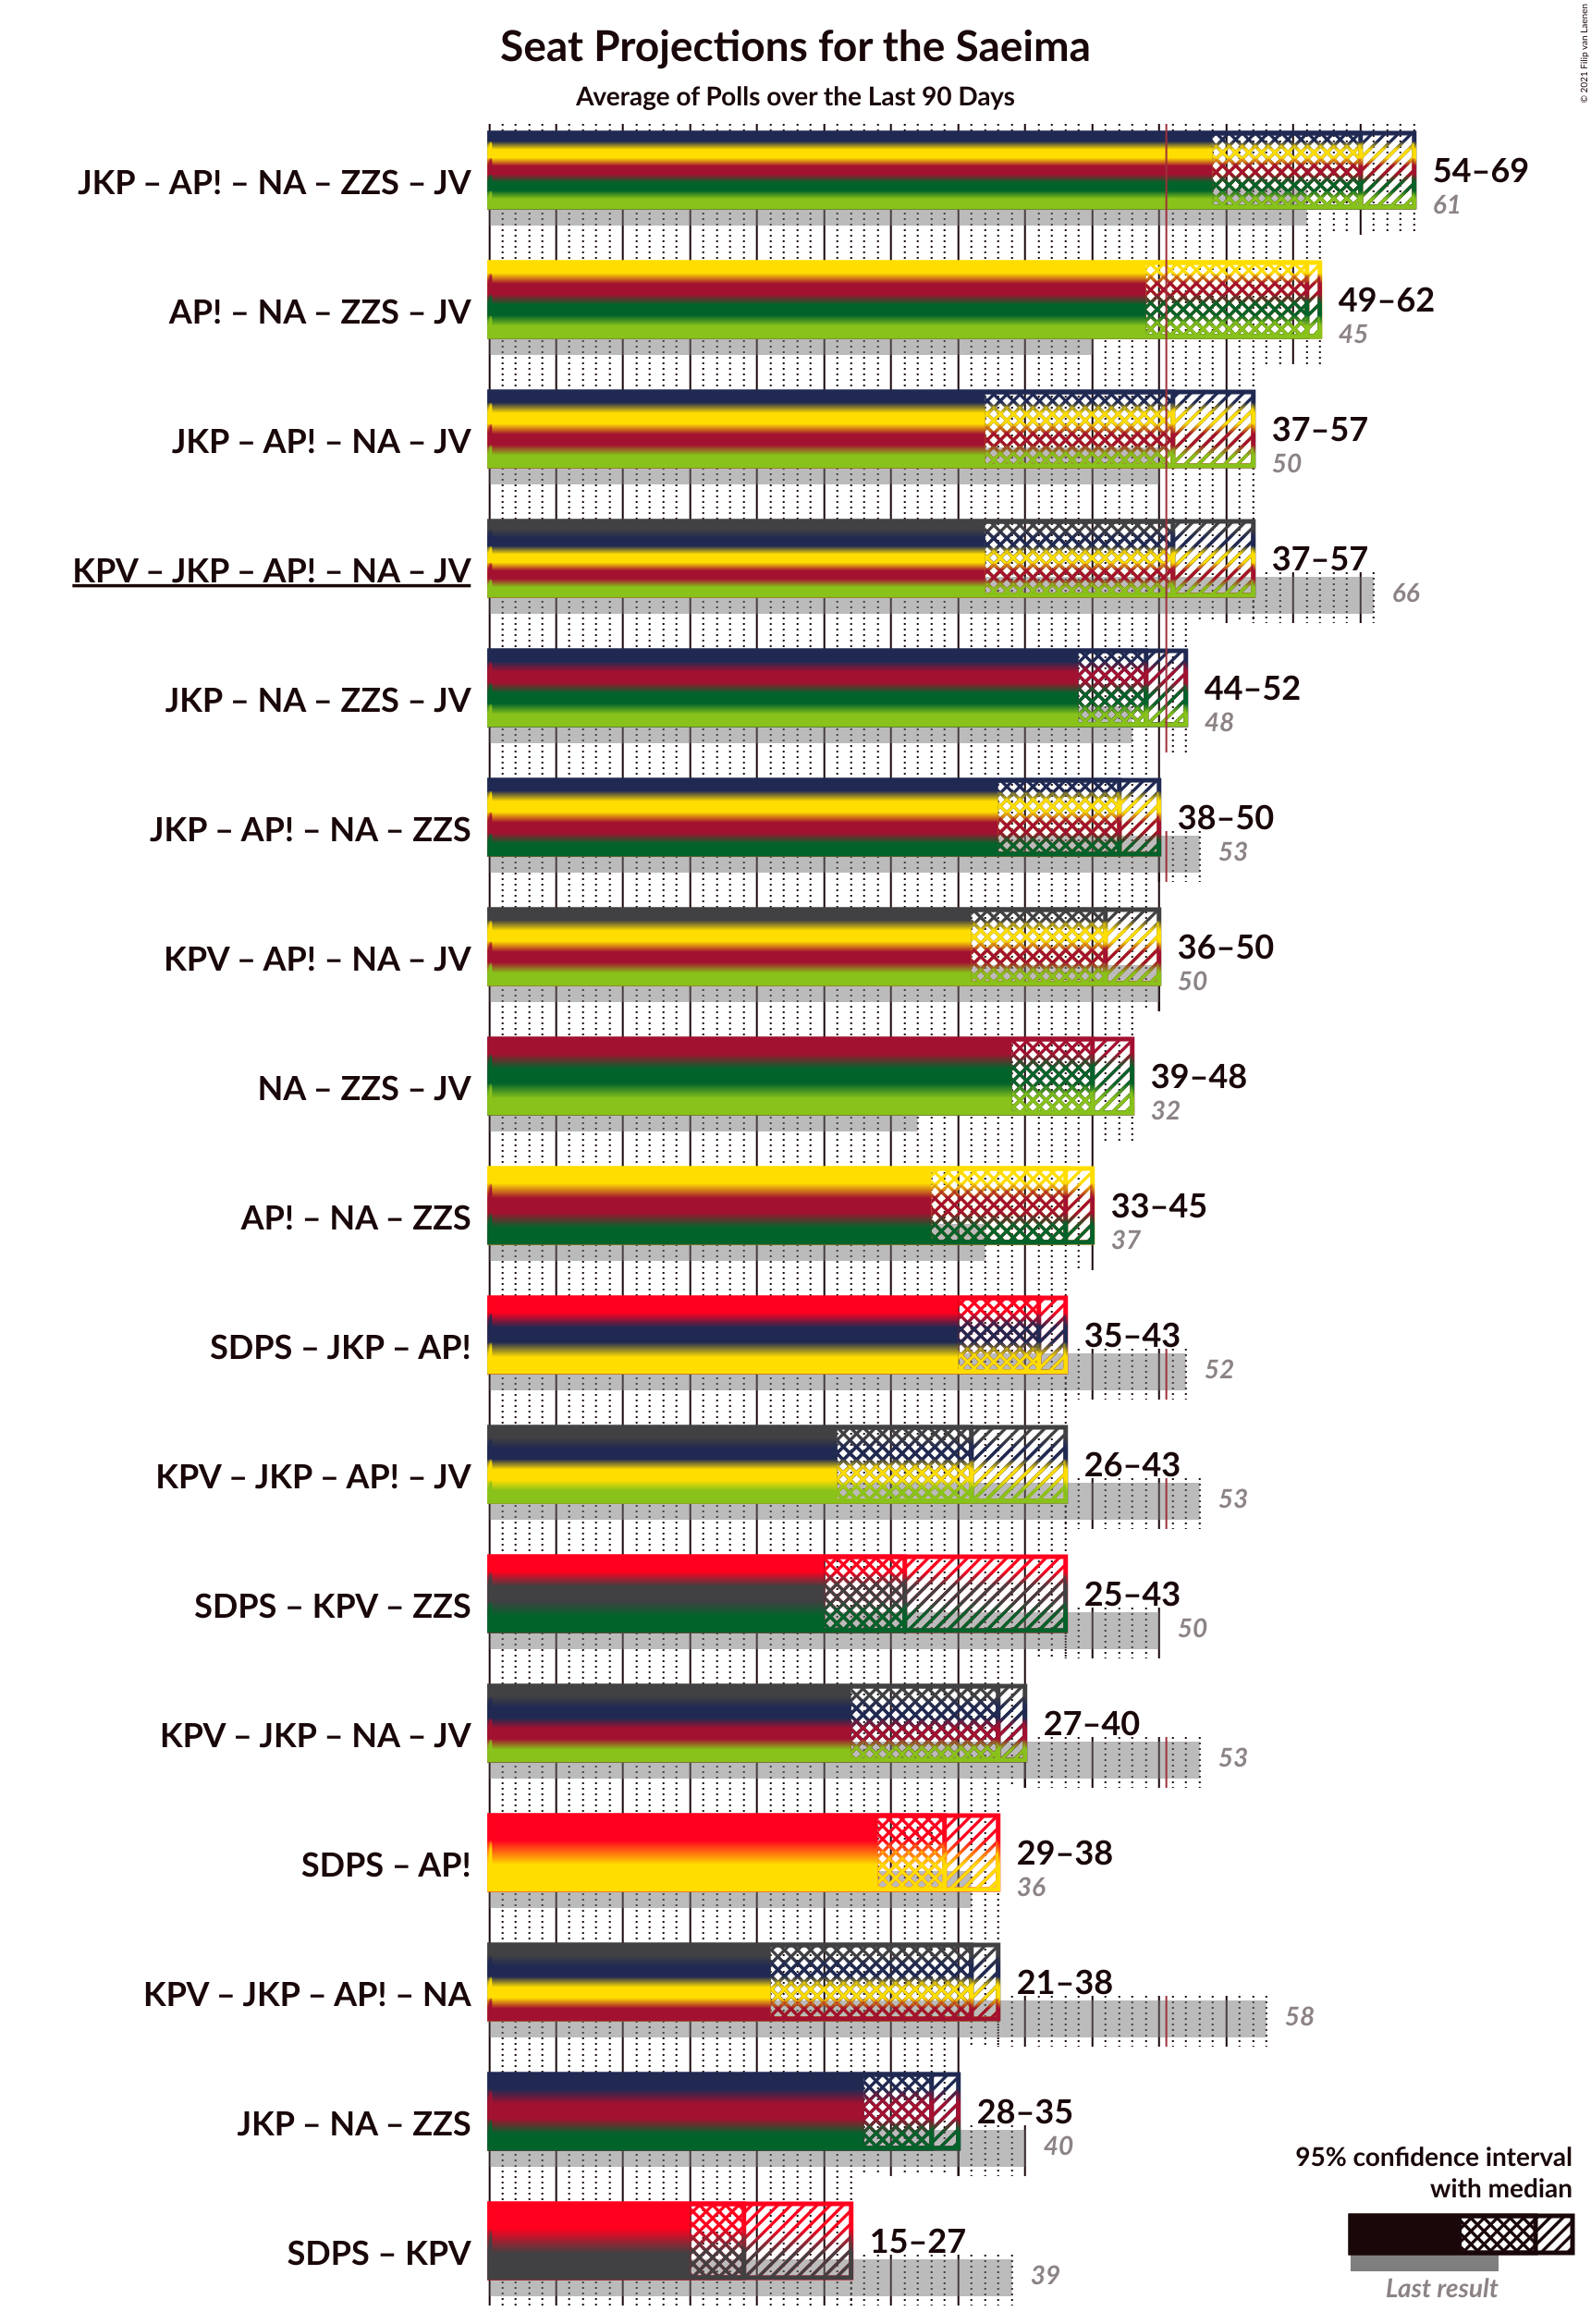 Seat Projections for the Saeima
Average of Polls over the Last 90 Days
© 2021 Filip van Laenen
JKP – AP! – NA – ZZS – JV
54–69
61
AP! – NA – ZZS – JV
49–62
45
JKP – AP! – NA – JV
37–57
50
KPV – JKP – AP! – NA – JV
37–57
66
JKP – NA – ZZS – JV
44–52
48
JKP – AP! – NA – ZZS
38–50
53
KPV – AP! – NA – JV
36–50
50
NA – ZZS – JV
39–48
32
AP! – NA – ZZS
33–45
37
SDPS – JKP – AP!
35–43
52
KPV – JKP – AP! – JV
26–43
53
SDPS – KPV – ZZS
25–43
50
KPV – JKP – NA – JV
27–40
53
SDPS – AP!
29–38
36
KPV – JKP – AP! – NA
21–38
58
JKP – NA – ZZS
28–35
40
SDPS – KPV
15–27
39
95% confidence interval
with median
Last result